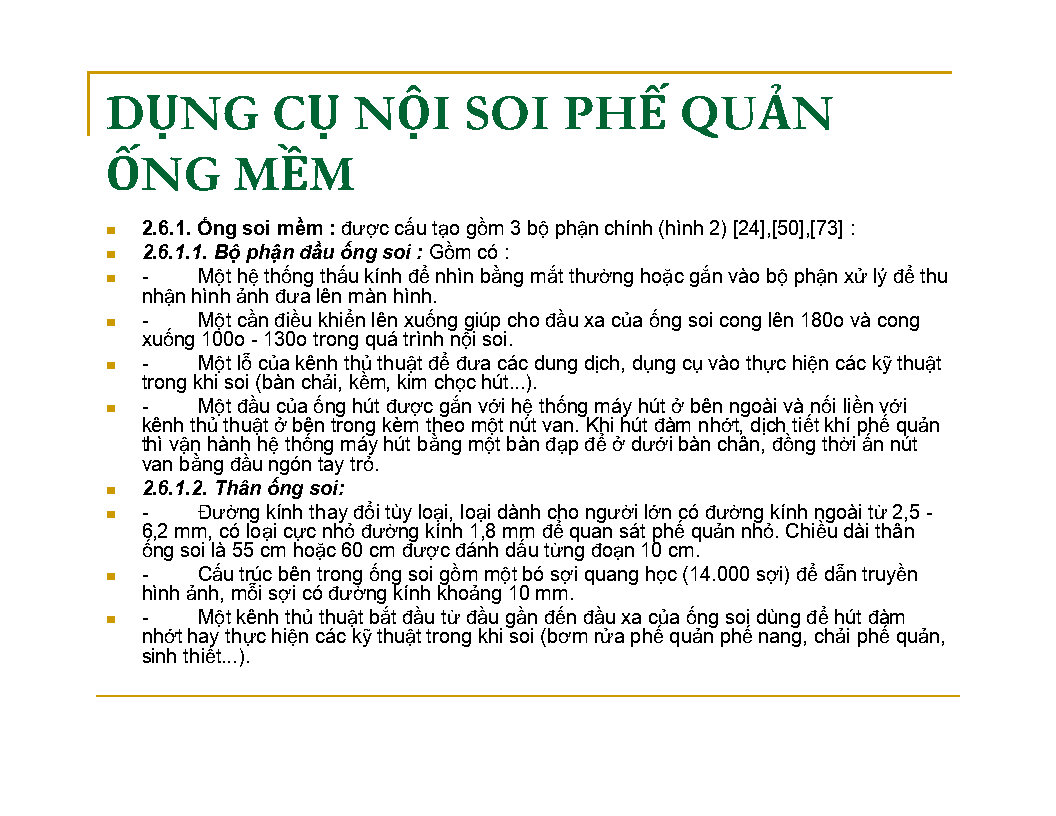 DỤNG CỤ NỘI SOI PHẾ QUẢN
ỐNG MỀM
2.6.1. Ống soi mềm : được cấu tạo gồm 3 bộ phận chính (hình 2) [24],[50],[73] :
2.6.1.1. Bộ phận đầu ống soi : Gồm có :
- Một hệ thống thấu kính để nhìn bằng mắt thường hoặc gắn vào bộ phận xử lý để thu
nhận hình ảnh đưa lên màn hình.
- Một cần điều khiển lên xuống giúp cho đầu xa của ống soi cong lên 180o và cong
xuống 100o - 130o trong quá trình nội soi.
- Một lỗ của kênh thủ thuật để đưa các dung dịch, dụng cụ vào thực hiện các kỹ thuật
trong khi soi (bàn chải, kềm, kim chọc hút...).
- Một đầu của ống hút được gắn với hệ thống máy hút ở bên ngoài và nối liền với
kênh thủ thuật ở bên trong kèm theo một nút van. Khi hút đàm nhớt, dịch tiết khí phế quản
thì vận hành hệ thống máy hút bằng một bàn đạp để ở dưới bàn chân, đồng thời ấn nút
van bằng đầu ngón tay trỏ.
2.6.1.2. Thân ống soi:
- Đường kính thay đổi tùy loại, loại dành cho người lớn có đường kính ngoài từ 2,5 -
6,2 mm, có loại cực nhỏ đường kính 1,8 mm để quan sát phế quản nhỏ. Chiều dài thân
ống soi là 55 cm hoặc 60 cm được đánh dấu từng đoạn 10 cm.
- Cấu trúc bên trong ống soi gồm một bó sợi quang học (14.000 sợi) để dẫn truyền
hình ảnh, mỗi sợi có đường kính khoảng 10 mm.
- Một kênh thủ thuật bắt đầu từ đầu gần đến đầu xa của ống soi dùng để hút đàm
nhớt hay thực hiện các kỹ thuật trong khi soi (bơm rửa phế quản phế nang, chải phế quản,
sinh thiết...).